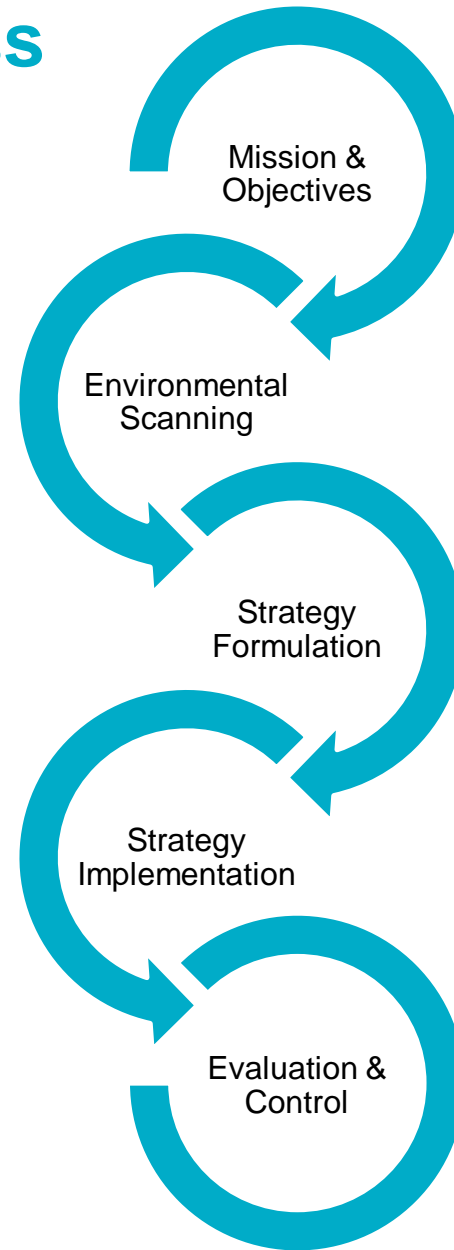 Mission &
Objectives
Environmental
Scanning
Strategy
Formulation
Strategy
Implementation
Evaluation &
Control